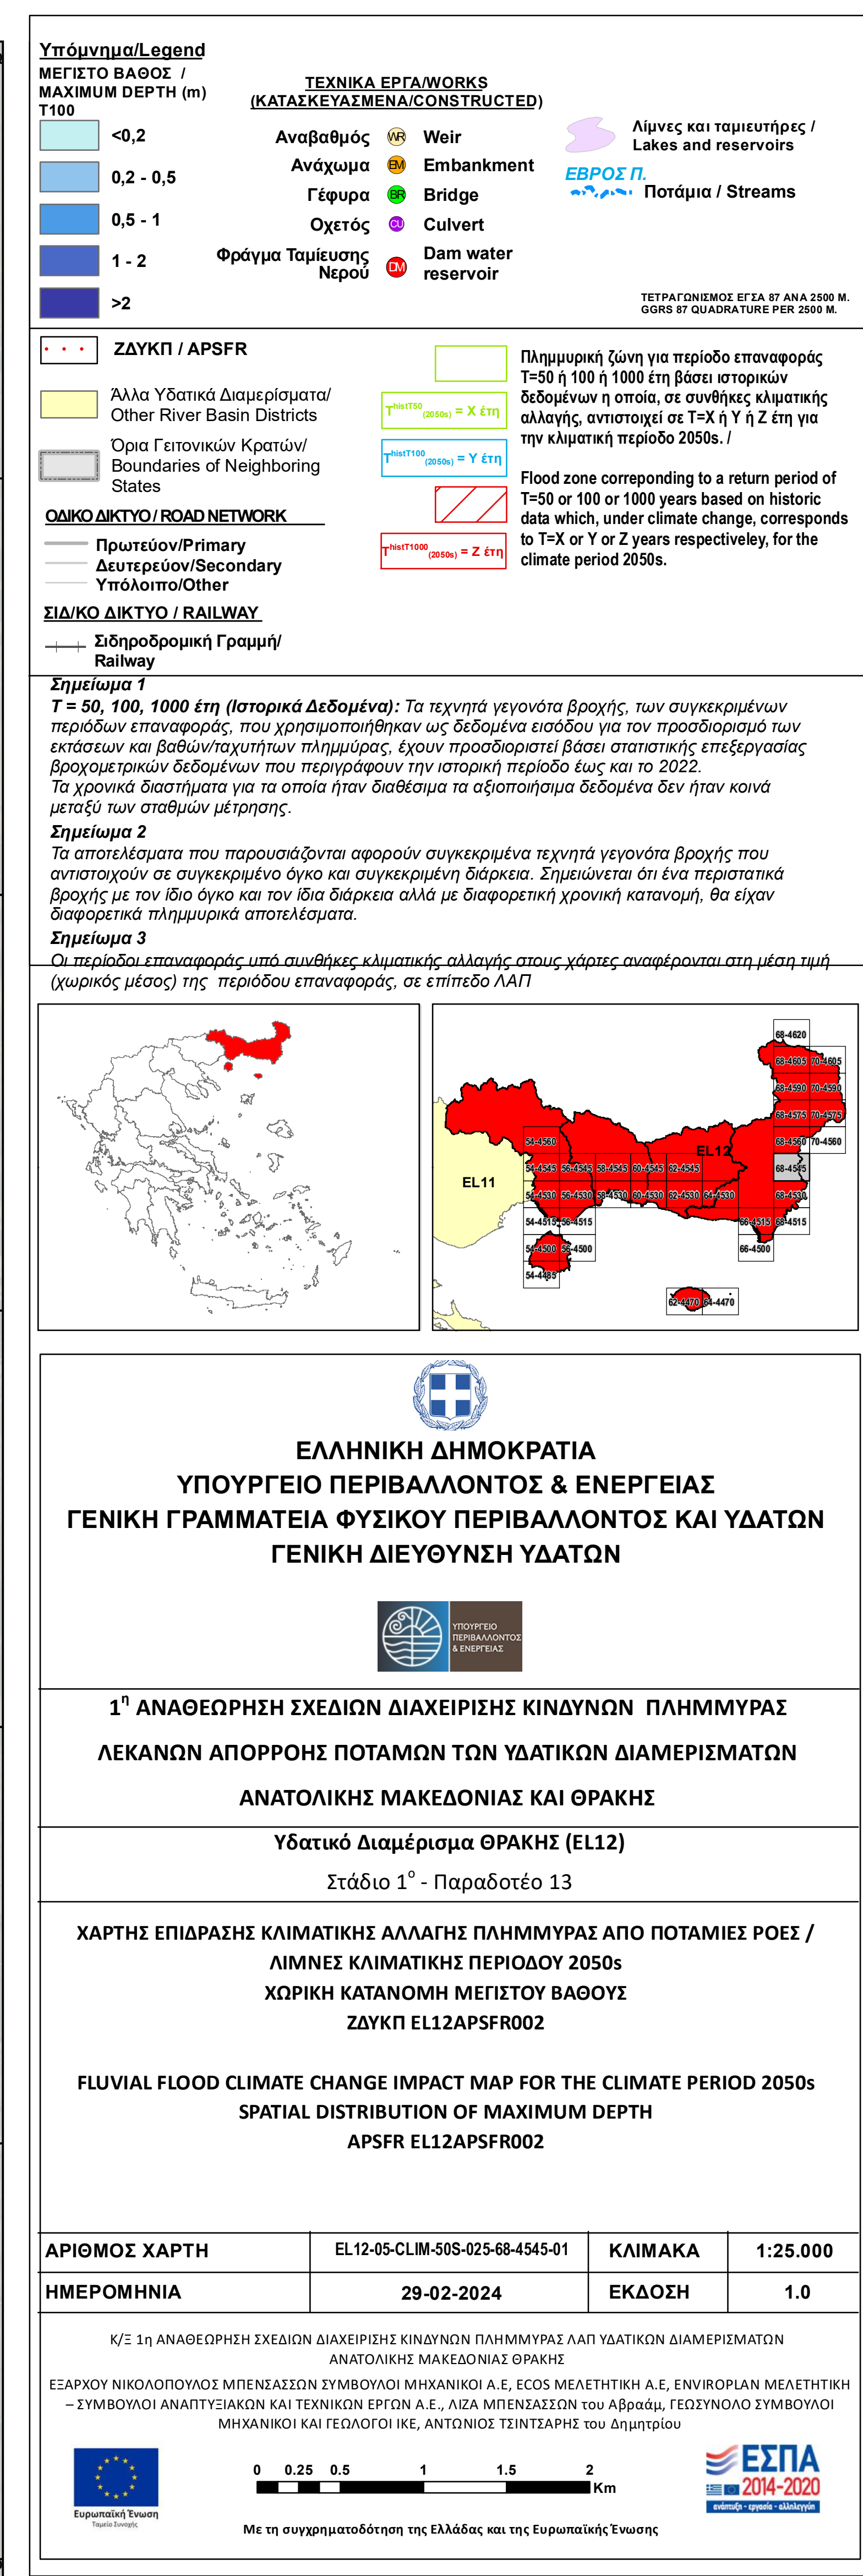 Υπόμνημα/Legend
ΜΕΓΙΣΤΟ ΒΑΘΟΣ /
MAXIMUM DEPTH (m)
T100
<0,2
0,2 - 0,5
0,5 - 1
1 - 2
>2
ΤΕΧΝΙΚΑ ΕΡΓΑ/WORKS
(ΚΑΤΑΣΚΕΥΑΣΜΕΝΑ/CONSTRUCTED)
Αναβαθμός WR Weir
Ανάχωμα EM Embankment
Γέφυρα BR Bridge
Οχετός CU Culvert
Φράγμα Ταμίευσης Νερού DM Dam water reservoir
Λίμνες και ταμιευτήρες /
Lakes and reservoirs
ΕΒΡΟΣ Π.
Ποτάμια / Streams
ΤΕΤΡΑΓΩΝΙΣΜΟΣ ΕΓΣΑ 87 ΑΝΑ 2500 Μ.
GGRS 87 QUADRATURE PER 2500 M.
ΖΔΥΚΠ / APSFR
Άλλα Υδατικά Διαμερίσματα/
Other River Basin Districts
Όρια Γειτονικών Κρατών/
Boundaries of Neighboring
States
ΟΔΙΚΟ ΔΙΚΤΥΟ / ROAD NETWORK
Πρωτεύον/Primary
Δευτερεύον/Secondary
Υπόλοιπο/Other
ΣΙΔ/ΚΟ ΔΙΚΤΥΟ / RAILWAY
Σιδηροδρομική Γραμμή/
Railway
T histT50 (2050s) = X έτη
T histT100 (2050s) = Y έτη
T histT1000 (2050s) = Z έτη
Πλημμυρική ζώνη για περίοδο επαναφοράς
T=50 ή 100 ή 1000 έτη βάσει ιστορικών
δεδομένων η οποία, σε συνθήκες κλιματικής
αλλαγής, αντιστοιχεί σε T=X ή Y ή Z έτη για
την κλιματική περίοδο 2050s. /
Flood zone correponding to a return period of
T=50 or 100 or 1000 years based on historic
data which, under climate change, corresponds
to T=X or Y or Z years respectiveley, for the
climate period 2050s.
Σημείωμα 1
T = 50, 100, 1000 έτη (Ιστορικά Δεδομένα): Τα τεχνητά γεγονότα βροχής, των συγκεκριμένων
περιόδων επαναφοράς, που χρησιμοποιήθηκαν ως δεδομένα εισόδου για τον προσδιορισμό των
εκτάσεων και βαθών/ταχυτήτων πλημμύρας, έχουν προσδιοριστεί βάσει στατιστικής επεξεργασίας
βροχομετρικών δεδομένων που περιγράφουν την ιστορική περίοδο έως και το 2022.
Τα χρονικά διαστήματα για τα οποία ήταν διαθέσιμα τα αξιοποιήσιμα δεδομένα δεν ήταν κοινά
μεταξύ των σταθμών μέτρησης.
Σημείωμα 2
Τα αποτελέσματα που παρουσιάζονται αφορούν συγκεκριμένα τεχνητά γεγονότα βροχής που
αντιστοιχούν σε συγκεκριμένο όγκο και συγκεκριμένη διάρκεια. Σημειώνεται ότι ένα περιστατικά
βροχής με τον ίδιο όγκο και τον ίδια διάρκεια αλλά με διαφορετική χρονική κατανομή, θα είχαν
διαφορετικά πλημμυρικά αποτελέσματα.
Σημείωμα 3
Οι περίοδοι επαναφοράς υπό συνθήκες κλιματικής αλλαγής στους χάρτες αναφέρονται στη μέση τιμή
(χωρικός μέσος) της περιόδου επαναφοράς, σε επίπεδο ΛΑΠ
68-4620
68-4605 70-4605
68-4590 70-4590
68-4575 70-4575
54-4560 68-4560 70-4560
EL12
EL11
54-4545 56-4545 58-4545 60-4545 62-4545 68-4545
54-4530 56-4530 58-4530 60-4530 62-4530 64-4530 68-4530
54-4515 56-4515 66-4515 68-4515
54-4500 56-4500 66-4500
54-4485
62-4470 64-4470
ΕΛΛΗΝΙΚΗ ΔΗΜΟΚΡΑΤΙΑ
ΥΠΟΥΡΓΕΙΟ ΠΕΡΙΒΑΛΛΟΝΤΟΣ & ΕΝΕΡΓΕΙΑΣ
ΓΕΝΙΚΗ ΓΡΑΜΜΑΤΕΙΑ ΦΥΣΙΚΟΥ ΠΕΡΙΒΑΛΛΟΝΤΟΣ ΚΑΙ ΥΔΑΤΩΝ
ΓΕΝΙΚΗ ΔΙΕΥΘΥΝΣΗ ΥΔΑΤΩΝ
ΥΠΟΥΡΓΕΙΟ
ΠΕΡΙΒΑΛΛΟΝΤΟΣ
& ΕΝΕΡΓΕΙΑΣ
1η ΑΝΑΘΕΩΡΗΣΗ ΣΧΕΔΙΩΝ ΔΙΑΧΕΙΡΙΣΗΣ ΚΙΝΔΥΝΩΝ ΠΛΗΜΜΥΡΑΣ
ΛΕΚΑΝΩΝ ΑΠΟΡΡΟΗΣ ΠΟΤΑΜΩΝ ΤΩΝ ΥΔΑΤΙΚΩΝ ΔΙΑΜΕΡΙΣΜΑΤΩΝ
ΑΝΑΤΟΛΙΚΗΣ ΜΑΚΕΔΟΝΙΑΣ ΚΑΙ ΘΡΑΚΗΣ
Υδατικό Διαμέρισμα ΘΡΑΚΗΣ (EL12)
Στάδιο 1ο - Παραδοτέο 13
ΧΑΡΤΗΣ ΕΠΙΔΡΑΣΗΣ ΚΛΙΜΑΤΙΚΗΣ ΑΛΛΑΓΗΣ ΠΛΗΜΜΥΡΑΣ ΑΠΟ ΠΟΤΑΜΙΕΣ ΡΟΕΣ /
ΛΙΜΝΕΣ ΚΛΙΜΑΤΙΚΗΣ ΠΕΡΙΟΔΟΥ 2050s
ΧΩΡΙΚΗ ΚΑΤΑΝΟΜΗ ΜΕΓΙΣΤΟΥ ΒΑΘΟΥΣ
ΖΔΥΚΠ EL12APSFR002
FLUVIAL FLOOD CLIMATE CHANGE IMPACT MAP FOR THE CLIMATE PERIOD 2050s
SPATIAL DISTRIBUTION OF MAXIMUM DEPTH
APSFR EL12APSFR002
ΑΡΙΘΜΟΣ ΧΑΡΤΗ EL12-05-CLIM-50S-025-68-4545-01 ΚΛΙΜΑΚΑ 1:25.000
ΗΜΕΡΟΜΗΝΙΑ 29-02-2024 ΕΚΔΟΣΗ 1.0
Κ/Ξ 1η ΑΝΑΘΕΩΡΗΣΗ ΣΧΕΔΙΩΝ ΔΙΑΧΕΙΡΙΣΗΣ ΚΙΝΔΥΝΩΝ ΠΛΗΜΜΥΡΑΣ ΛΑΠ ΥΔΑΤΙΚΩΝ ΔΙΑΜΕΡΙΣΜΑΤΩΝ
ΑΝΑΤΟΛΙΚΗΣ ΜΑΚΕΔΟΝΙΑΣ ΘΡΑΚΗΣ
ΕΞΑΡΧΟΥ ΝΙΚΟΛΟΠΟΥΛΟΣ ΜΠΕΝΣΑΣΣΩΝ ΣΥΜΒΟΥΛΟΙ ΜΗΧΑΝΙΚΟΙ Α.Ε, ECOS ΜΕΛΕΤΗΤΙΚΗ Α.Ε, ENVIROPLAN ΜΕΛΕΤΗΤΙΚΗ
– ΣΥΜΒΟΥΛΟΙ ΑΝΑΠΤΥΞΙΑΚΩΝ ΚΑΙ ΤΕΧΝΙΚΩΝ ΕΡΓΩΝ Α.Ε., ΛΙΖΑ ΜΠΕΝΣΑΣΣΩΝ του Αβραάμ, ΓΕΩΣΥΝΟΛΟ ΣΥΜΒΟΥΛΟΙ
ΜΗΧΑΝΙΚΟΙ ΚΑΙ ΓΕΩΛΟΓΟΙ ΙΚΕ, ΑΝΤΩΝΙΟΣ ΤΣΙΝΤΣΑΡΗΣ του Δημητρίου
Ευρωπαϊκή Ένωση
Ταμείο Συνοχής
0 0.25 0.5 1 1.5 2
Km
ΕΣΠΑ
2014-2020
ανάπτυξη - εργασία - αλληλεγγύη
Με τη συγχρηματοδότηση της Ελλάδας και της Ευρωπαϊκής Ένωσης